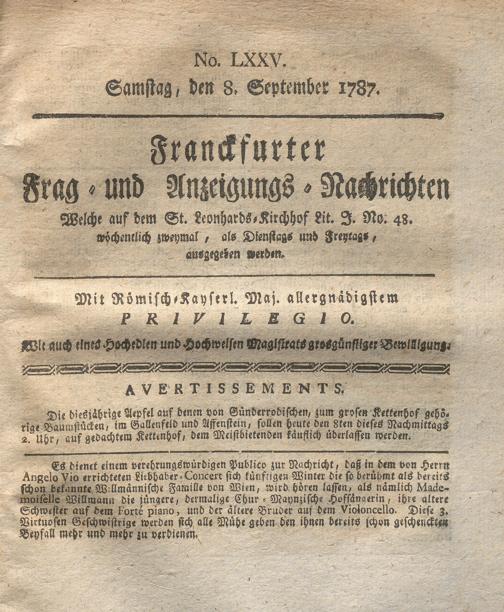 No. LXXV.
Samstag, den 8. September 1787.
Franckfurter
Frag- und Anzeigungs-Nachrichten
Welche auf dem St. Leonhards-Kirchhof Lit. J. No. 48.
wöchentlich zweymal, als Dienstags und Freytags,
ausgegeben werden.
Mit Römisch-Kayserl. Maj. allergnädigstem
PRIVILEGIO.
Wie auch eines Hochedlen und Hochweisen Magistrats grosgünstiger Bewilligung.
AVERTISSEMENTS.
Die diesjährige Aepfel auf denen von Günderrodischen, zum grosen Kettenhof gehö-
rige Baumstücken, im Gallenfeld und Affenstein, sollen heute den 8ten dieses Nachmittags
2. Uhr, auf gedachtem Kettenhof, dem Meistbietenden käuflich überlassen werden.
Es dienet einem verehrungswürdigen Publico zur Nachricht, daß in dem von Herrn
Angelo Vio errichteten Liebhaber-Concert sich künftigen Winter die so berühmt als bereits
schon bekannte Willmännische Familie von Wien, wird hören lassen, als nämlich Made-
moiselle Willmann die jüngere, dermalige Chur-Maynzische Hofsängerin, ihre ältere
Schwester auf dem Forte piano, und der ältere Bruder auf dem Violoncello. Diese 3.
Virtuosen Geschwistrige werden sich alle Mühe geben den ihnen bereits schon geschenckten
Beyfall mehr und mehr zu verdienen.